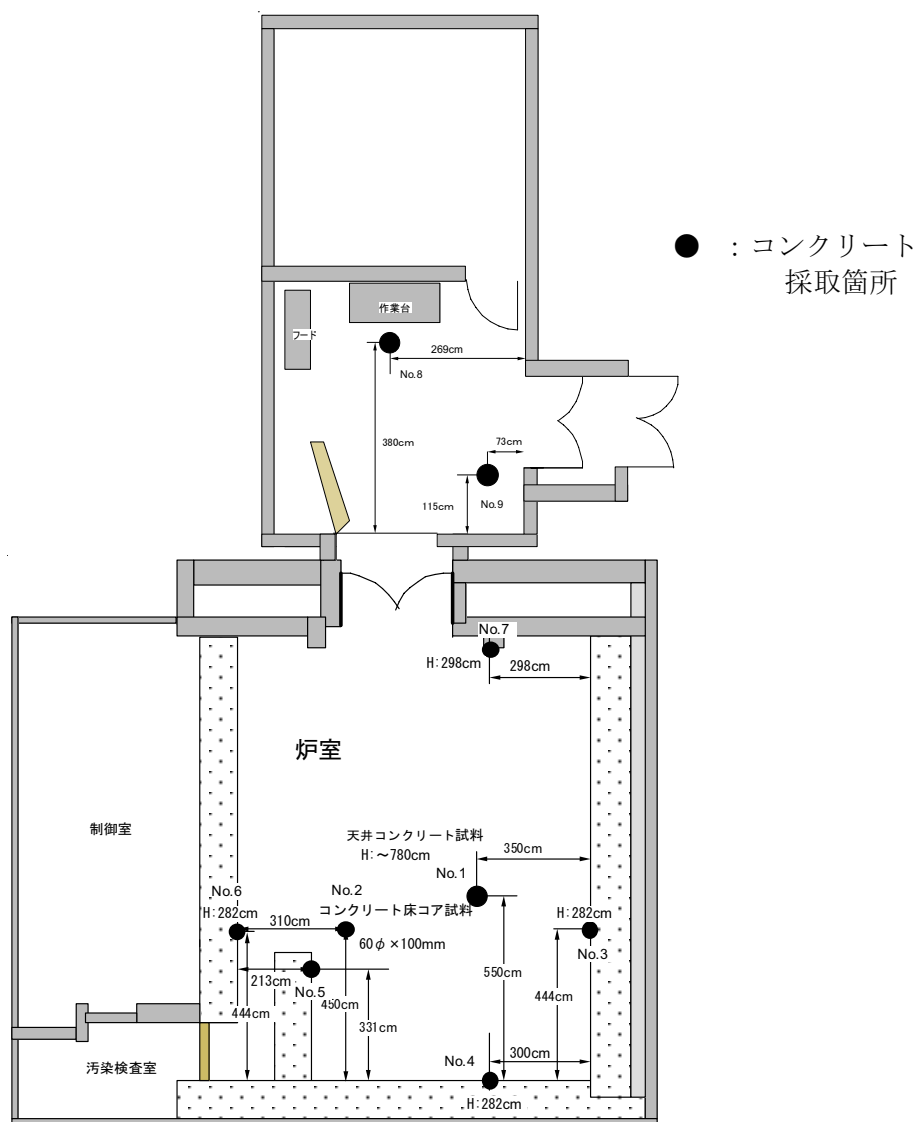 ● ：コンクリート
採取箇所
作業台
フード
269cm
No.8
380cm
73cm
115cm
No.9
No.7
H：298cm
298cm
炉室
制御室
天井コンクリート試料
H：～780cm
350cm
No.1
No.6
No.2
H：282cm
コンクリート床コア試料
H：282cm
310cm
60φ×100mm
No.3
213cm
No.5
550cm
444cm
450cm
444cm
331cm
300cm
No.4
汚染検査室
H：282cm